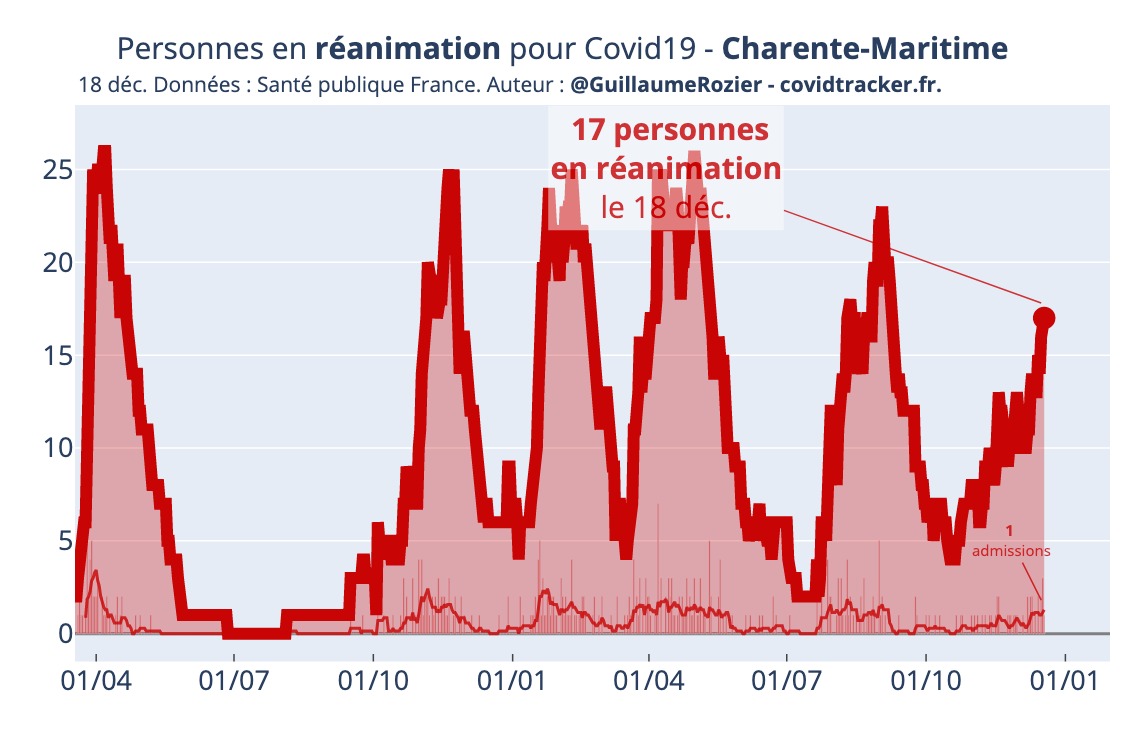 Personnes en réanimation pour Covid19 - Charente-Maritime
18 déc. Données : Santé publique France. Auteur : @GuillaumeRozier - covidtracker.fr.
17 personnes
en réanimation
le 18 déc.
25
20
15
10
5
0
1
admissions
01/04 01/07 01/10 01/01 01/04 01/07 01/10 01/01